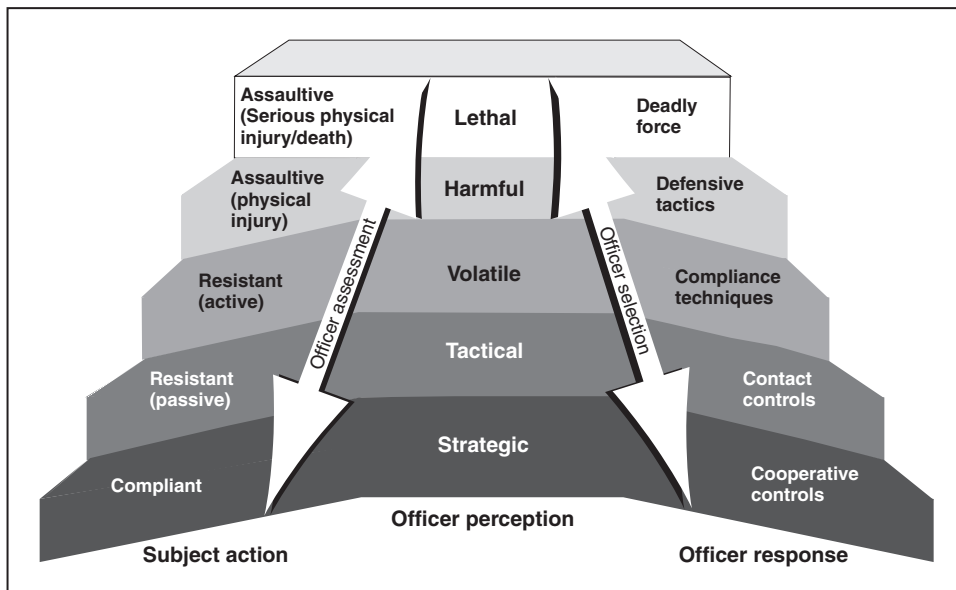 Assaultive
(Serious physical
injury/death)
Lethal
Deadly
force
Assaultive
(physical
injury)
Harmful
Defensive
tactics
Resistant
(active)
Officer assessment
Volatile
Officer selection
Compliance
techniques
Resistant
(passive)
Tactical
Contact
controls
Compliant
Strategic
Cooperative
controls
Officer perception
Subject action
Officer response